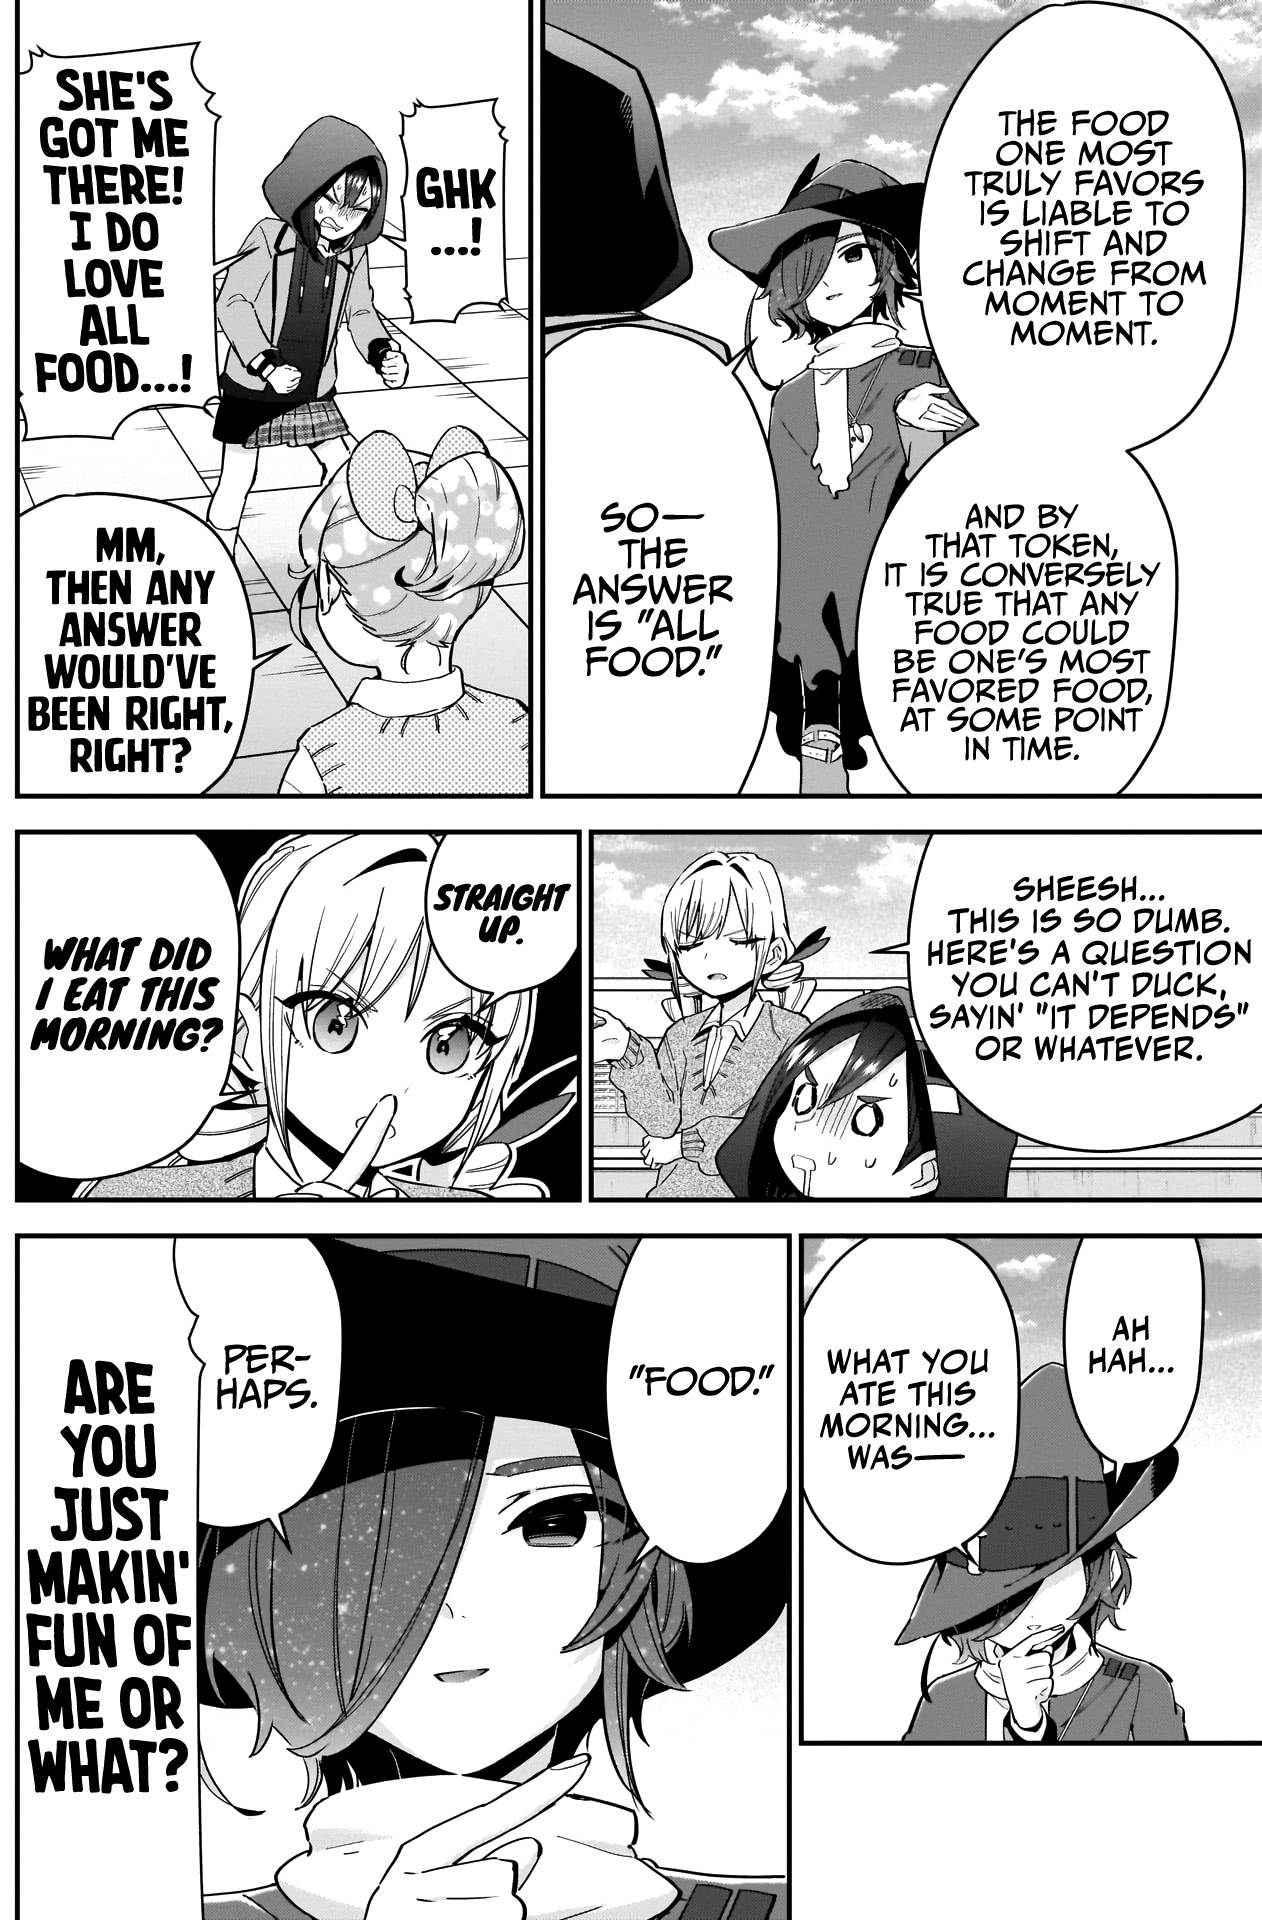 THE FOOD
ONE MOST
TRULY FAVORS
IS LIABLE TO
SHIFT AND
CHANGE FROM
MOMENT TO
MOMENT.
AND BY
THAT TOKEN,
IT IS CONVERSELY
TRUE THAT ANY
FOOD COULD
BE ONE'S MOST
FAVORED FOOD,
AT SOME POINT
IN TIME.
SO—
THE
ANSWER
IS "ALL
FOOD."
GHK
...!
SHE'S
GOT ME
THERE!
I DO
LOVE
ALL
FOOD...!
MM,
THEN ANY
ANSWER
WOULD'VE
BEEN RIGHT,
RIGHT?
SHEESH...
THIS IS SO DUMB.
HERE'S A QUESTION
YOU CAN'T DUCK,
SAYIN' "IT DEPENDS"
OR WHATEVER.
STRAIGHT
UP.
WHAT DID
I EAT THIS
MORNING?
AH
HAH...
WHAT YOU
ATE THIS
MORNING...
WAS—
"FOOD."
PER-
HAPS.
ARE
YOU
JUST
MAKIN'
FUN OF
ME OR
WHAT?